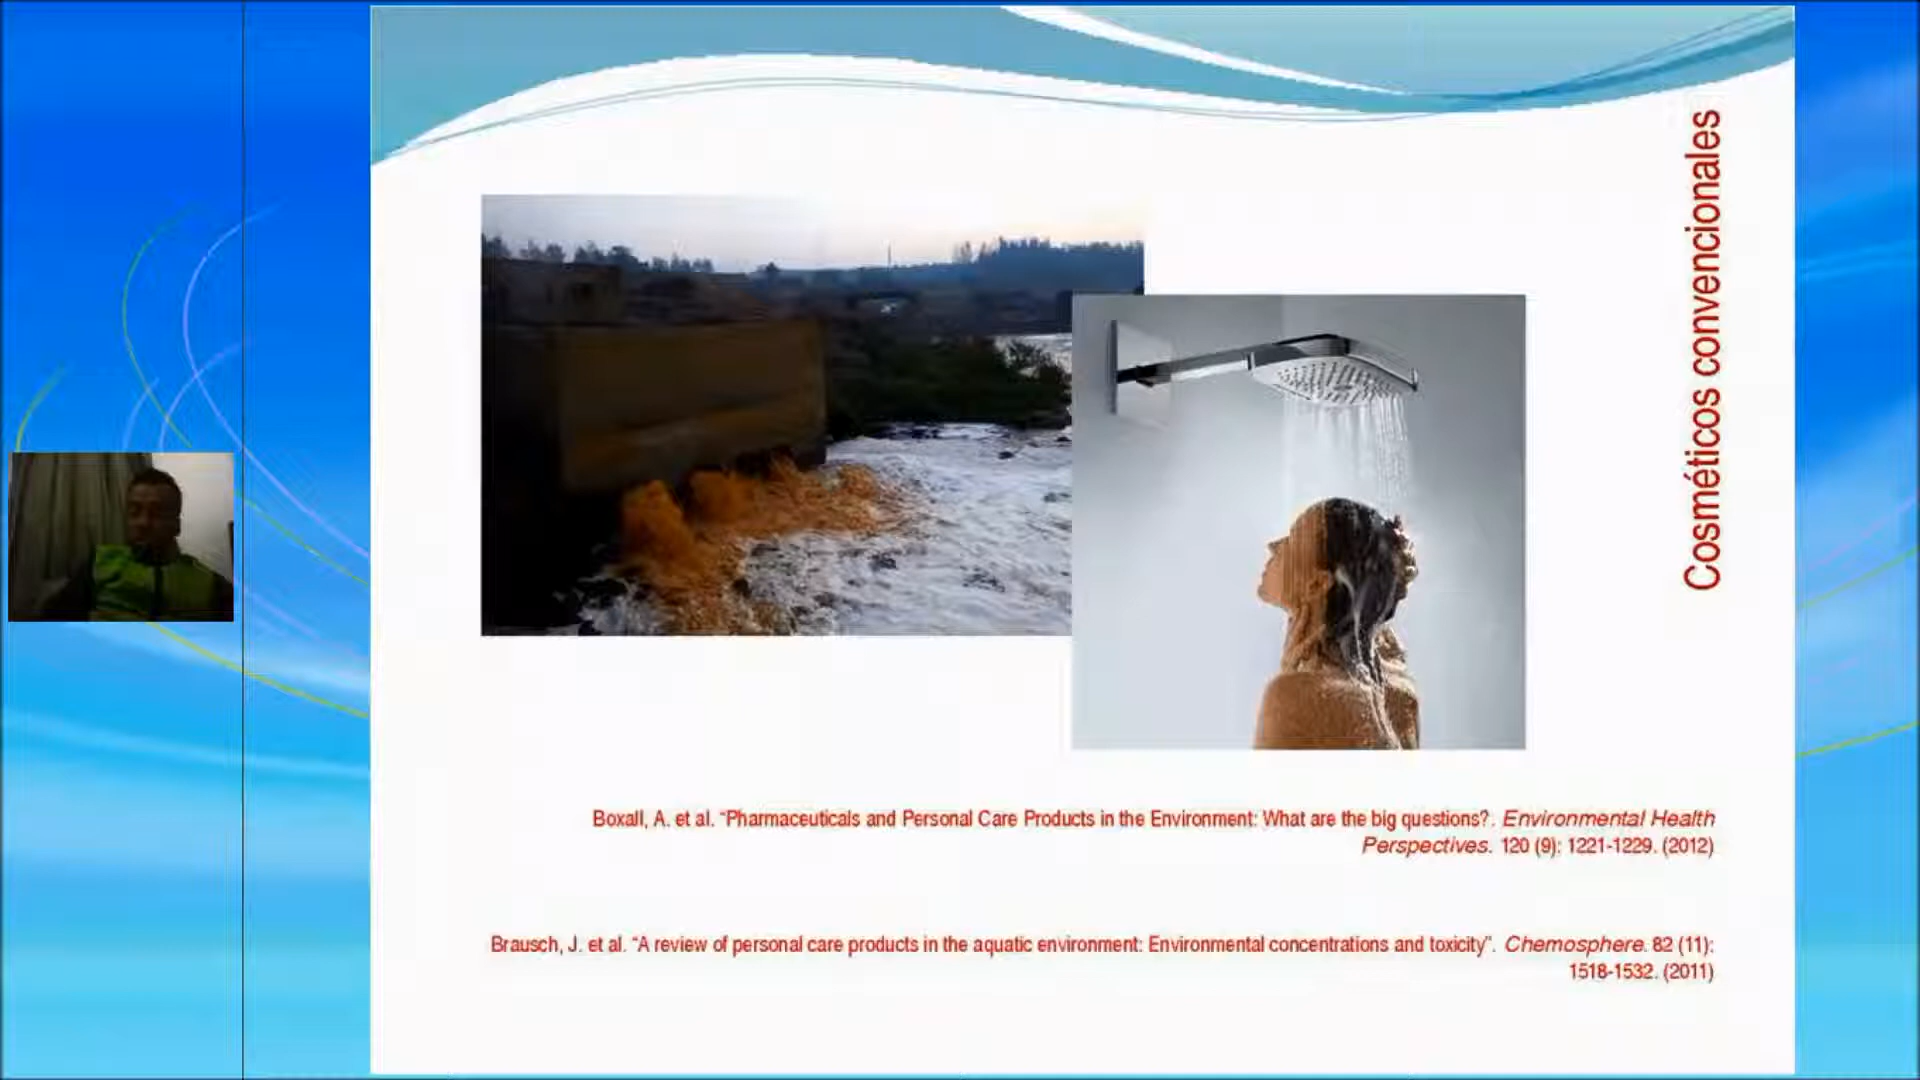 Cosméticos convencionales
Boxall, A. et al. “Pharmaceuticals and Personal Care Products in the Environment: What are the big questions?. Environmental Health
Perspectives. 120 (9): 1221-1229. (2012)
Brausch, J. et al. “A review of personal care products in the aquatic environment: Environmental concentrations and toxicity”. Chemosphere. 82 (11):
1518-1532. (2011)